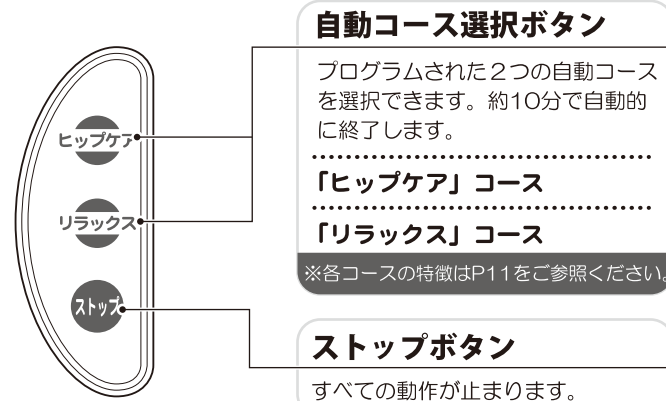 自動コース選択ボタン
プログラムされた２つの自動コース
を選択できます。約10分で自動的
に終了します。
「ヒップケア」コース
「リラックス」コース
※各コースの特徴はP11をご参照ください。
ストップボタン
すべての動作が止まります。
ヒップケア
リラックス
ストップ